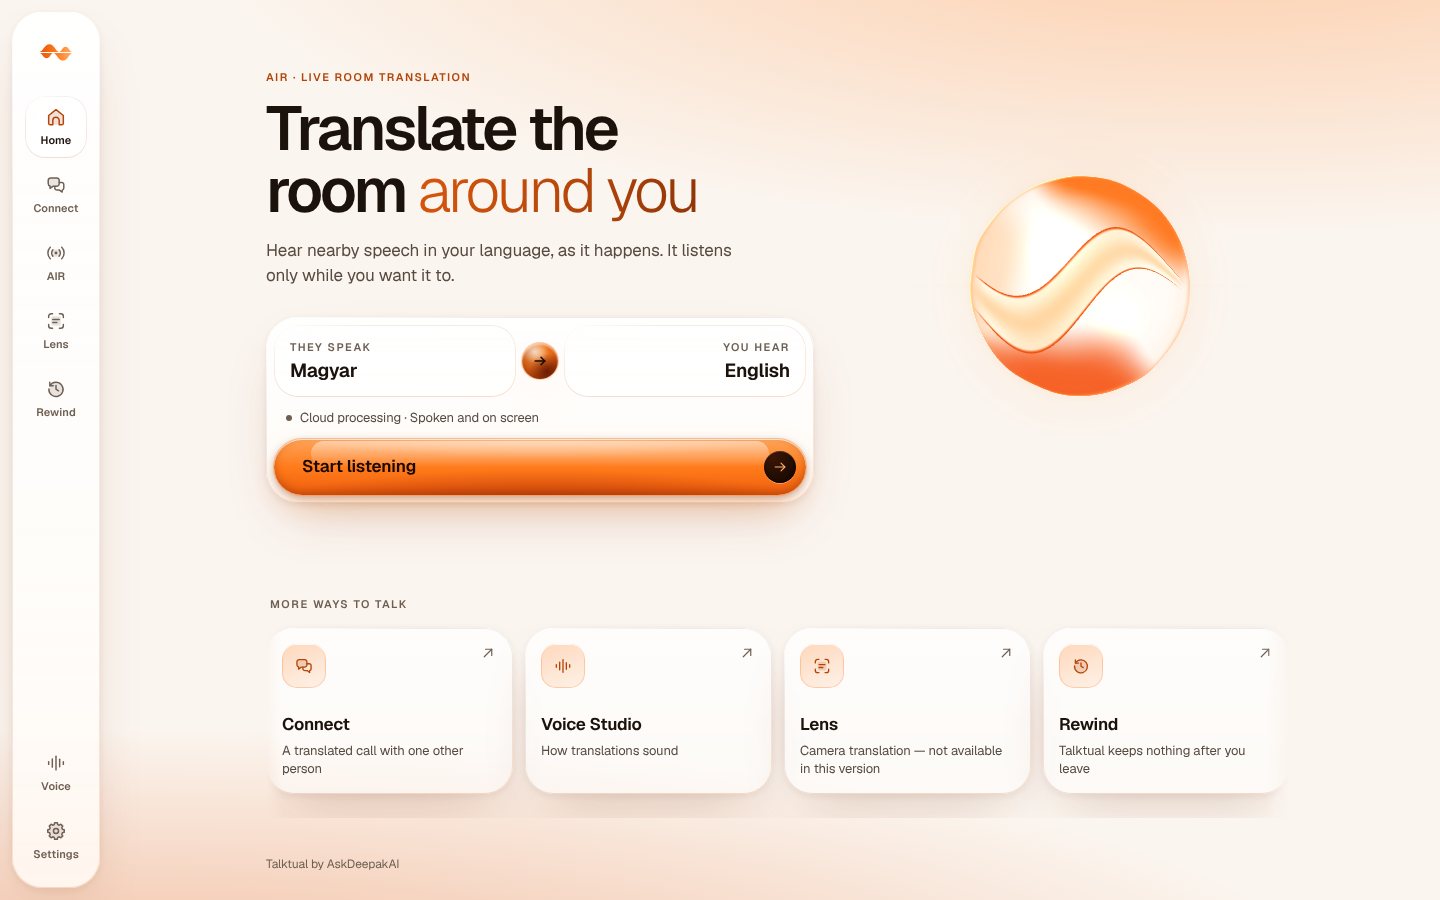 Home
Connect
AIR
Lens
Rewind
Voice
Settings
AIR · LIVE ROOM TRANSLATION
Translate the
room around you
Hear nearby speech in your language, as it happens. It listens
only while you want it to.
THEY SPEAK
Magyar
YOU HEAR
English
Cloud processing · Spoken and on screen
Start listening
MORE WAYS TO TALK
Connect
A translated call with one other
person
Voice Studio
How translations sound
Lens
Camera translation — not available
in this version
Rewind
Talktual keeps nothing after you
leave
Talktual by AskDeepakAI